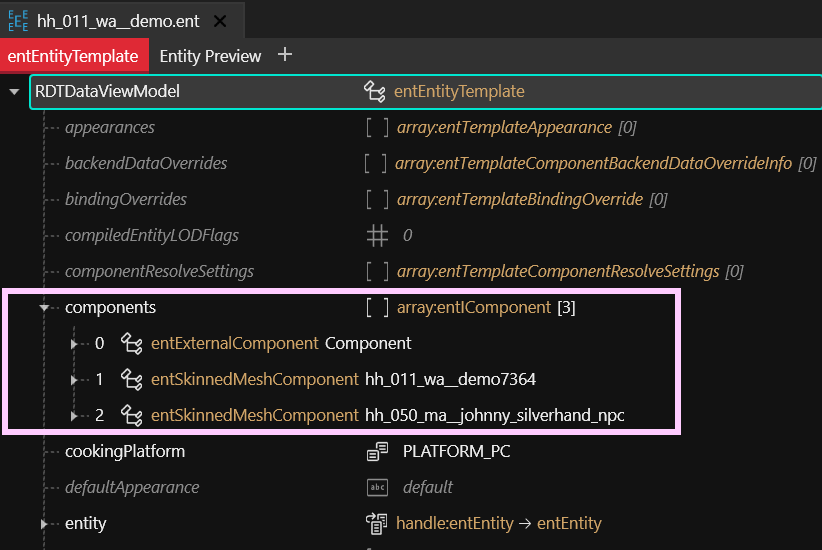 hh_011_wa__demo.ent
entEntityTemplate Entity Preview +
RDTDataViewModel entEntityTemplate
appearances [ ] array:entTemplateAppearance [0]
backendDataOverrides [ ] array:entTemplateComponentBackendDataOverrideInfo [0]
bindingOverrides [ ] array:entTemplateBindingOverride [0]
compiledEntityLODFlags 0
componentResolveSettings [ ] array:entTemplateComponentResolveSettings [0]
components [ ] array:entIComponent [3]
0 entExternalComponent Component
1 entSkinnedMeshComponent hh_011_wa__demo7364
2 entSkinnedMeshComponent hh_050_ma__johnny_silverhand_npc
cookingPlatform PLATFORM_PC
defaultAppearance abc default
entity handle:entEntity → entEntity